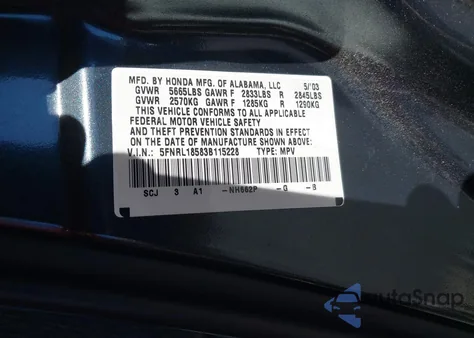 MFD. BY HONDA MFG. OF ALABAMA, LLC 5/'03
GVWR 5665LBS GAWR F 2833LBS R 2845LBS
GVWR 2570KG GAWR F 1285KG R 1290KG
THIS VEHICLE CONFORMS TO ALL APPLICABLE
FEDERAL MOTOR VEHICLE SAFETY
AND THEFT PREVENTION STANDARDS IN EFFECT
ON THE DATE OF MANUFACTURE SHOWN ABOVE.
V.I.N.: 5FNRL18583B115228 TYPE: MPV
SCJ 3 A1 -NH662P -G -B
AutaSnap